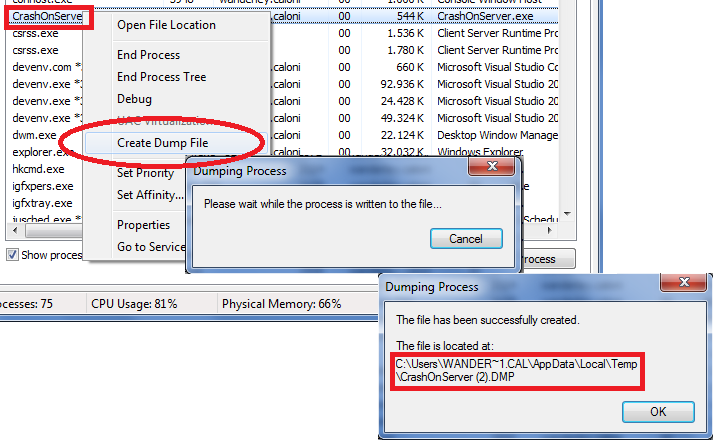 conhost.exe
CrashOnServe 00 544 K CrashOnServer.exe
csrss.exe 00 1.536 K Client Server Runtime Pro
csrss.exe 00 1.780 K Client Server Runtime Pro
devenv.com * .caloni 00 660 K Microsoft Visual Studio Co
devenv.exe * .caloni 00 92.936 K Microsoft Visual Studio 20
devenv.exe * .caloni 00 24.428 K Microsoft Visual Studio 20
devenv.exe * .caloni 00 49.324 K Microsoft Visual Studio 20
dwm.exe .caloni 00 22.124 K Desktop Window Manage
explorer.exe .caloni 00 32.032 K Windows Explorer
hkcmd.exe
igfxpers.exe
igfxtray.exe
jusched.exe * Schedu
Open File Location
End Process
End Process Tree
Debug
UAC Virtualization
Create Dump File
Set Priority
Set Affinity...
Properties
Go to Service
Show proces
rocess
ocesses: 75 CPU Usage: 81% Physical Memory: 66%
Dumping Process
Please wait while the process is written to the file...
Cancel
Dumping Process
The file has been successfully created.
The file is located at:
C:\Users\WANDER~1.CAL\AppData\Local\Temp
\CrashOnServer (2).DMP
OK